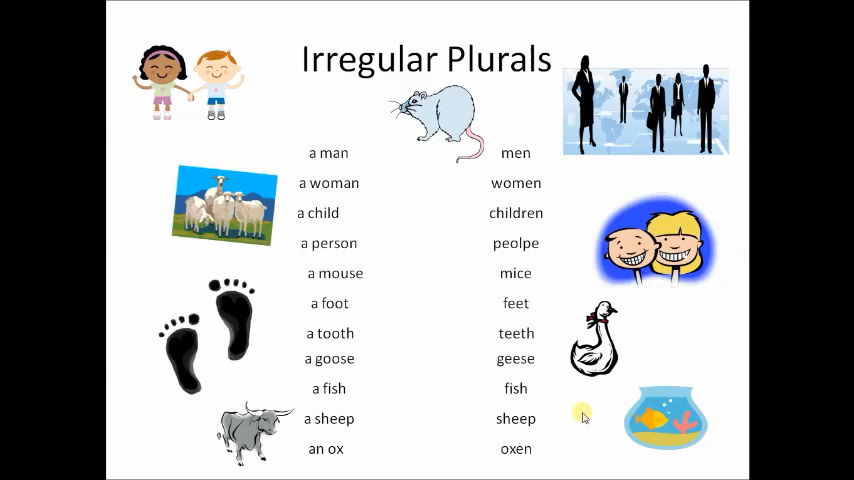 Irregular Plurals
a man men
a woman women
a child children
a person peolpe
a mouse mice
a foot feet
a tooth teeth
a goose geese
a fish fish
a sheep sheep
an ox oxen